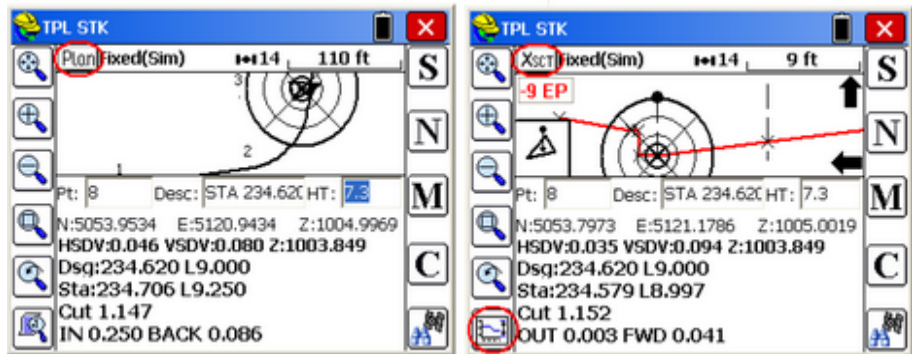 TPL STK
Plan Fixed(Sim) 14 110 ft
S
3
N
2
1
Pt: 8 Desc: STA 234.620 HT: 7.3
M
N:5053.9534 E:5120.9434 Z:1004.9969
HSDV:0.046 VSDV:0.080 Z:1003.849
Dsg:234.620 L9.000
C
Sta:234.706 L9.250
Cut 1.147
IN 0.250 BACK 0.086
TPL STK
XSCT Fixed(Sim) 14 9 ft
S
-9 EP
N
Pt: 8 Desc: STA 234.620 HT: 7.3
M
N:5053.7973 E:5121.1786 Z:1005.0019
HSDV:0.035 VSDV:0.094 Z:1003.849
Dsg:234.620 L9.000
C
Sta:234.579 L8.997
Cut 1.152
OUT 0.003 FWD 0.041